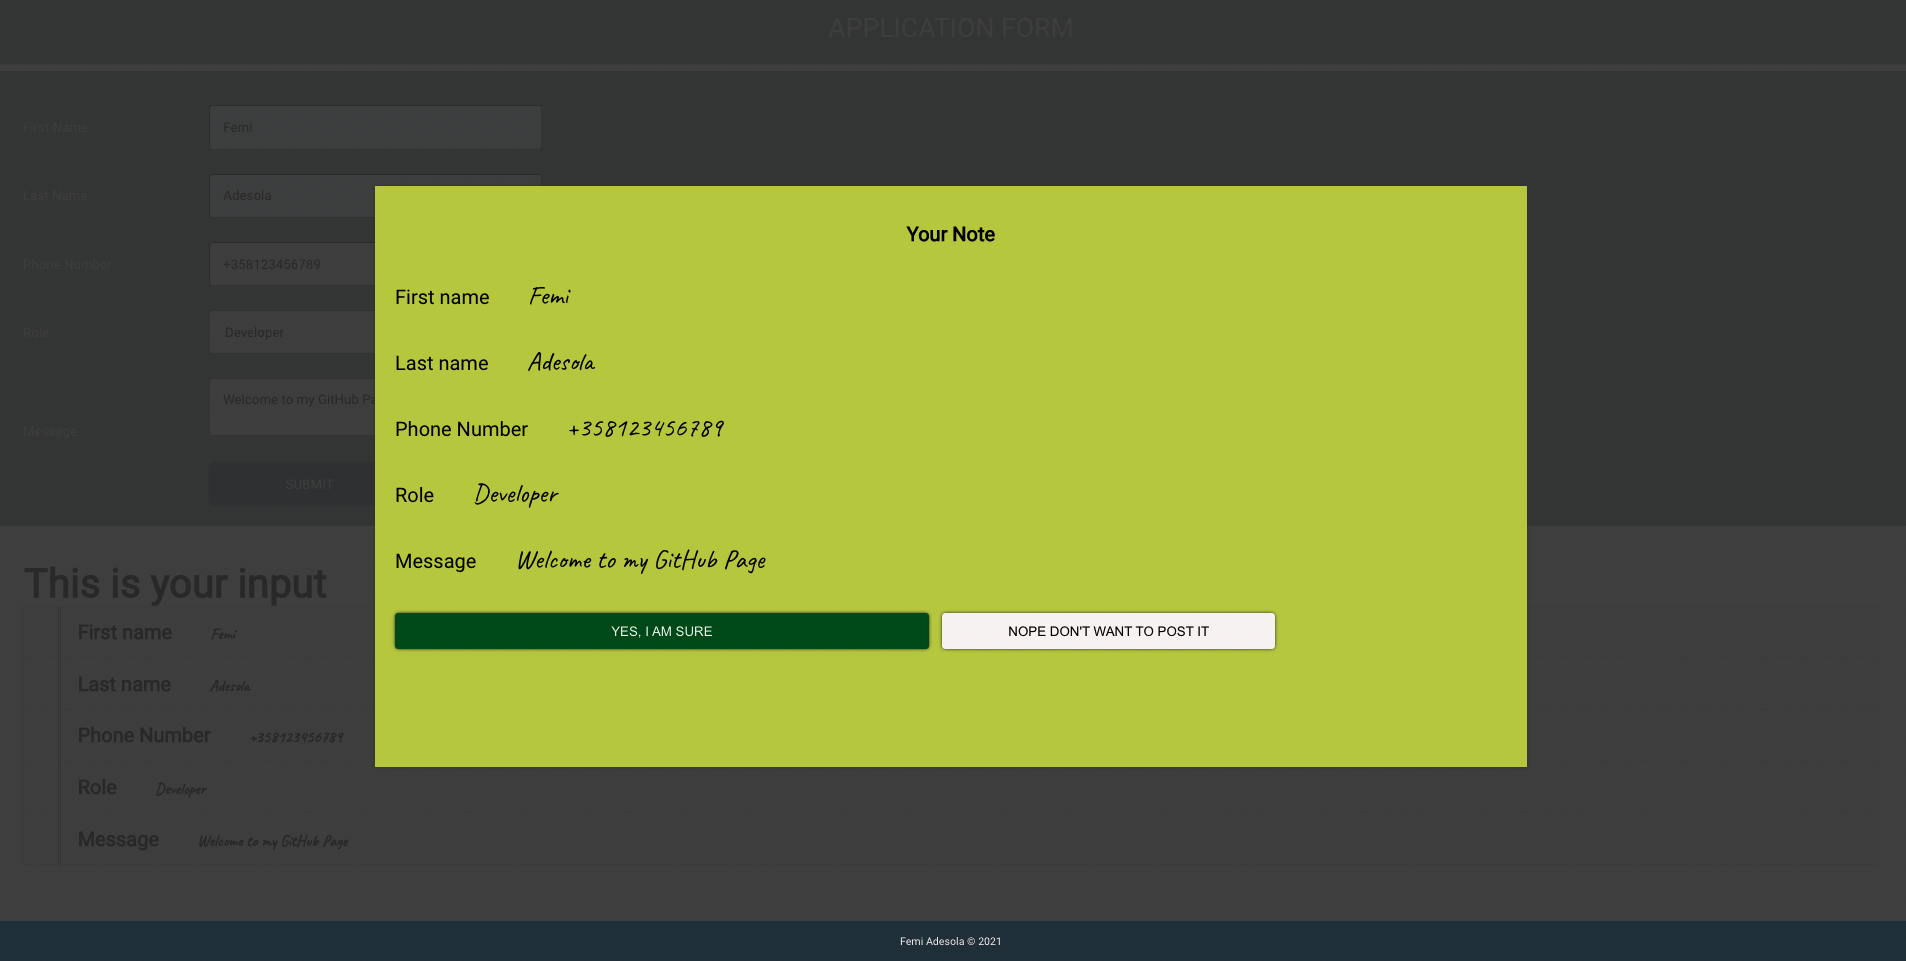 APPLICATION FORM
First Name
Femi
Last Name
Adesola
Phone Number
+358123456789
Role
Developer
Message
Welcome to my GitHub Pa
SUBMIT
Your Note
First name Femi
Last name Adesola
Phone Number +358123456789
Role Developer
Message Welcome to my GitHub Page
YES, I AM SURE
NOPE DON'T WANT TO POST IT
This is your input
First name Femi
Last name Adesola
Phone Number +358123456789
Role Developer
Message Welcome to my GitHub Page
Femi Adesola © 2021